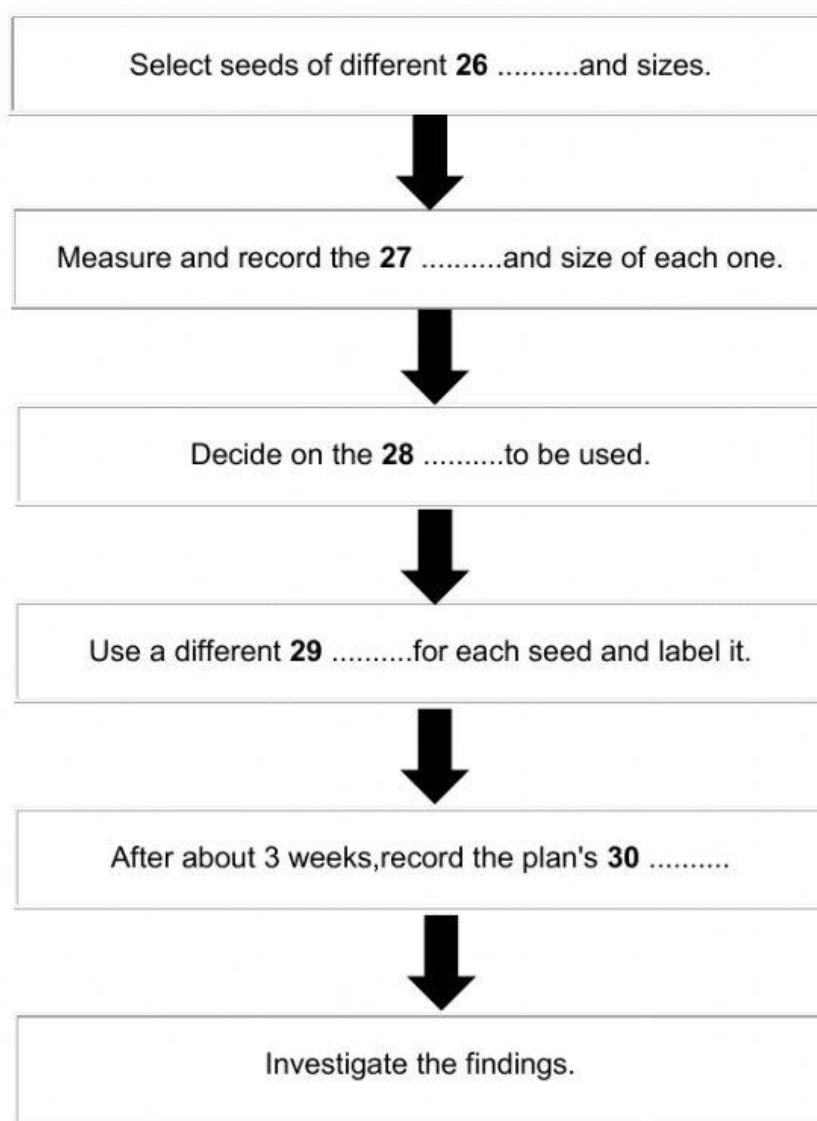 Select seeds of different 26 ..........and sizes.
Measure and record the 27 ..........and size of each one.
Decide on the 28 ..........to be used.
Use a different 29 ..........for each seed and label it.
After about 3 weeks,record the plan's 30 ..........
Investigate the findings.